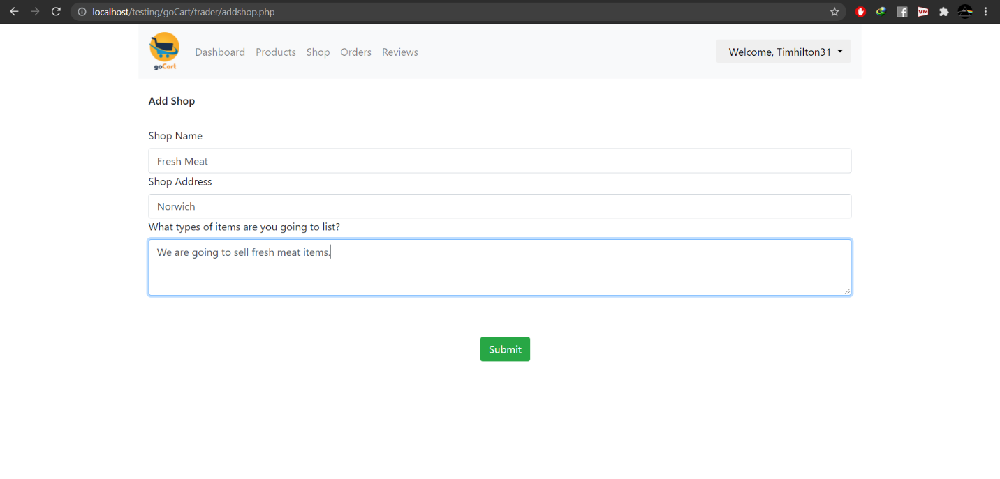 localhost/testing/goCart/trader/addshop.php
goCart
Dashboard Products Shop Orders Reviews
Welcome, Timhilton31
Add Shop
Shop Name
Fresh Meat
Shop Address
Norwich
What types of items are you going to list?
We are going to sell fresh meat items.
Submit